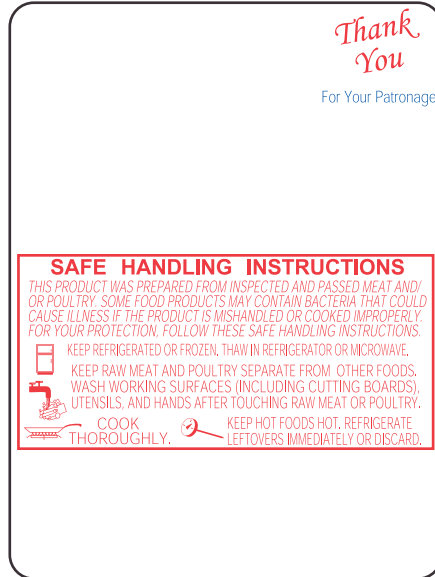 Thank
You
For Your Patronage
SAFE HANDLING INSTRUCTIONS
THIS PRODUCT WAS PREPARED FROM INSPECTED AND PASSED MEAT AND/
OR POULTRY. SOME FOOD PRODUCTS MAY CONTAIN BACTERIA THAT COULD
CAUSE ILLNESS IF THE PRODUCT IS MISHANDLED OR COOKED IMPROPERLY.
FOR YOUR PROTECTION, FOLLOW THESE SAFE HANDLING INSTRUCTIONS.
KEEP REFRIGERATED OR FROZEN. THAW IN REFRIGERATOR OR MICROWAVE.
KEEP RAW MEAT AND POULTRY SEPARATE FROM OTHER FOODS.
WASH WORKING SURFACES (INCLUDING CUTTING BOARDS),
UTENSILS, AND HANDS AFTER TOUCHING RAW MEAT OR POULTRY.
COOK
THOROUGHLY.
KEEP HOT FOODS HOT. REFRIGERATE
LEFTOVERS IMMEDIATELY OR DISCARD.